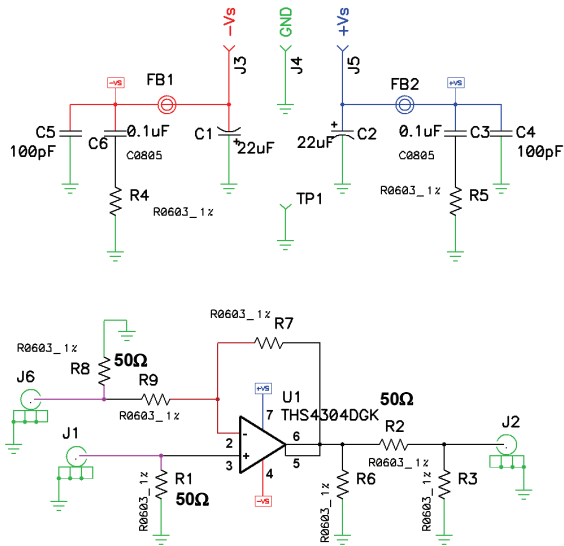 -Vs
GND
+Vs
J3
J4
J5
-VS
FB1
FB2
+VS
C5
100pF
C6
0.1uF
C0805
C1
22uF
22uF
C2
0.1uF
C0805
C3
C4
100pF
R4
R0603_1%
TP1
R0603_1%
R5
R0603_1%
R7
R0603_1%
R8
50Ω
J6
R9
R0603_1%
+VS
U1
THS4304DGK
7
50Ω
2
6
R2
J2
J1
3
5
R0603_1%
4
R0603_1%
R1
50Ω
-VS
R0603_1%
R6
R0603_1%
R3